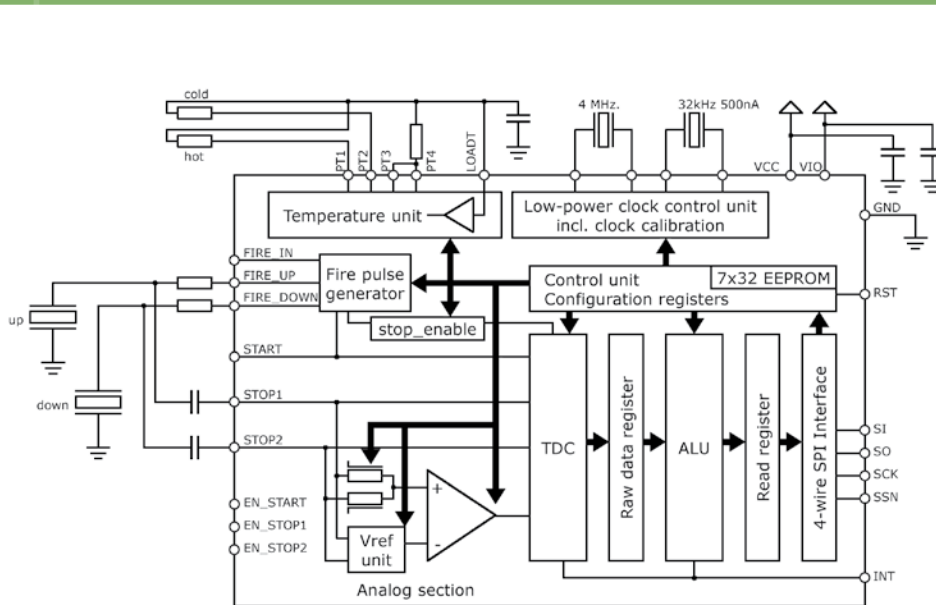 cold
4 MHz.
32kHz 500nA
hot
PT1
PT2
PT3
PT4
LOADT
VCC
VIO
Temperature unit
Low-power clock control unit
incl. clock calibration
GND
FIRE_IN
FIRE_UP
FIRE_DOWN
Fire pulse
generator
Control unit
Configuration registers
7x32 EEPROM
RST
up
stop_enable
START
STOP1
down
STOP2
TDC
Raw data register
ALU
Read register
4-wire SPI Interface
SI
SO
SCK
SSN
+
-
EN_START
EN_STOP1
EN_STOP2
Vref
unit
Analog section
INT